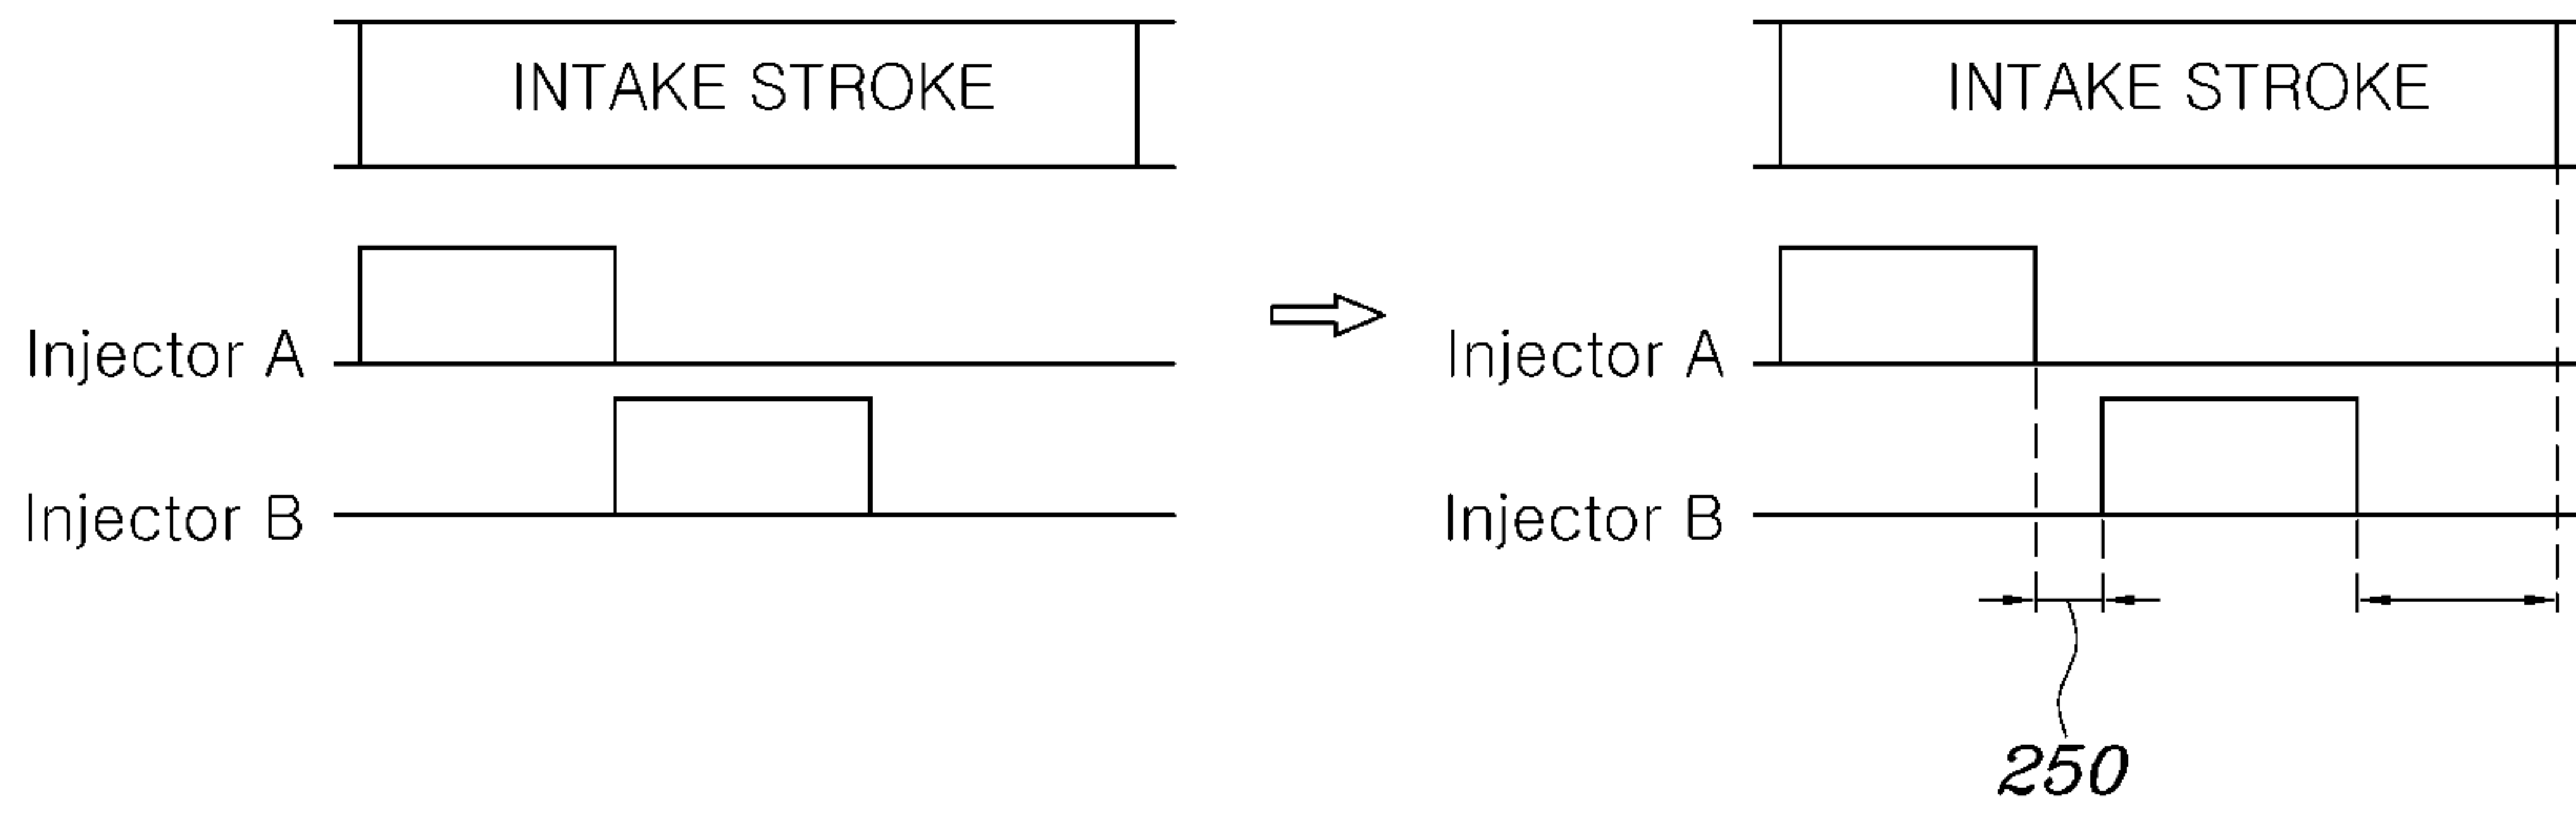 INTAKE STROKE
Injector A
Injector B
INTAKE STROKE
Injector A
Injector B
250